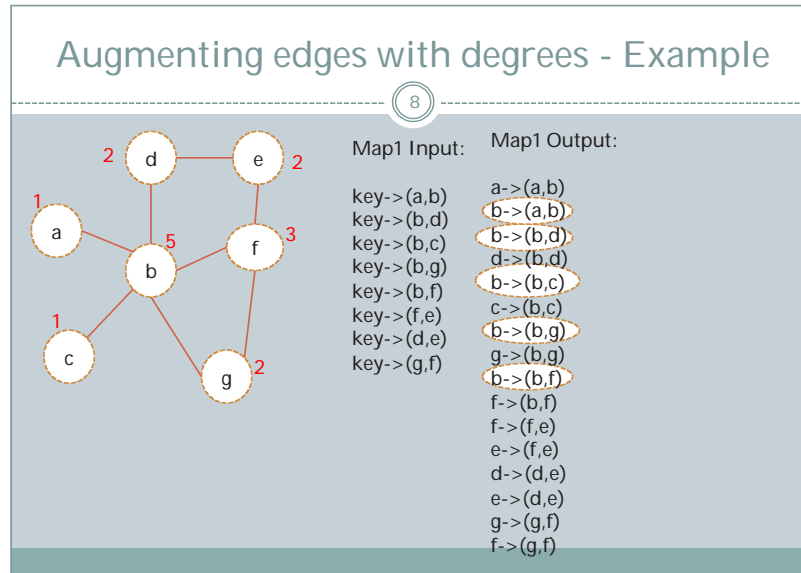 Augmenting edges with degrees - Example
8
2
d
e
2
1
a
5
b
f
3
1
c
g
2
Map1 Input:
key->(a,b)
key->(b,d)
key->(b,c)
key->(b,g)
key->(b,f)
key->(f,e)
key->(d,e)
key->(g,f)
Map1 Output:
a->(a,b)
b->(a,b)
b->(b,d)
d->(b,d)
b->(b,c)
c->(b,c)
b->(b,g)
g->(b,g)
b->(b,f)
f->(b,f)
f->(f,e)
e->(f,e)
d->(d,e)
e->(d,e)
g->(g,f)
f->(g,f)